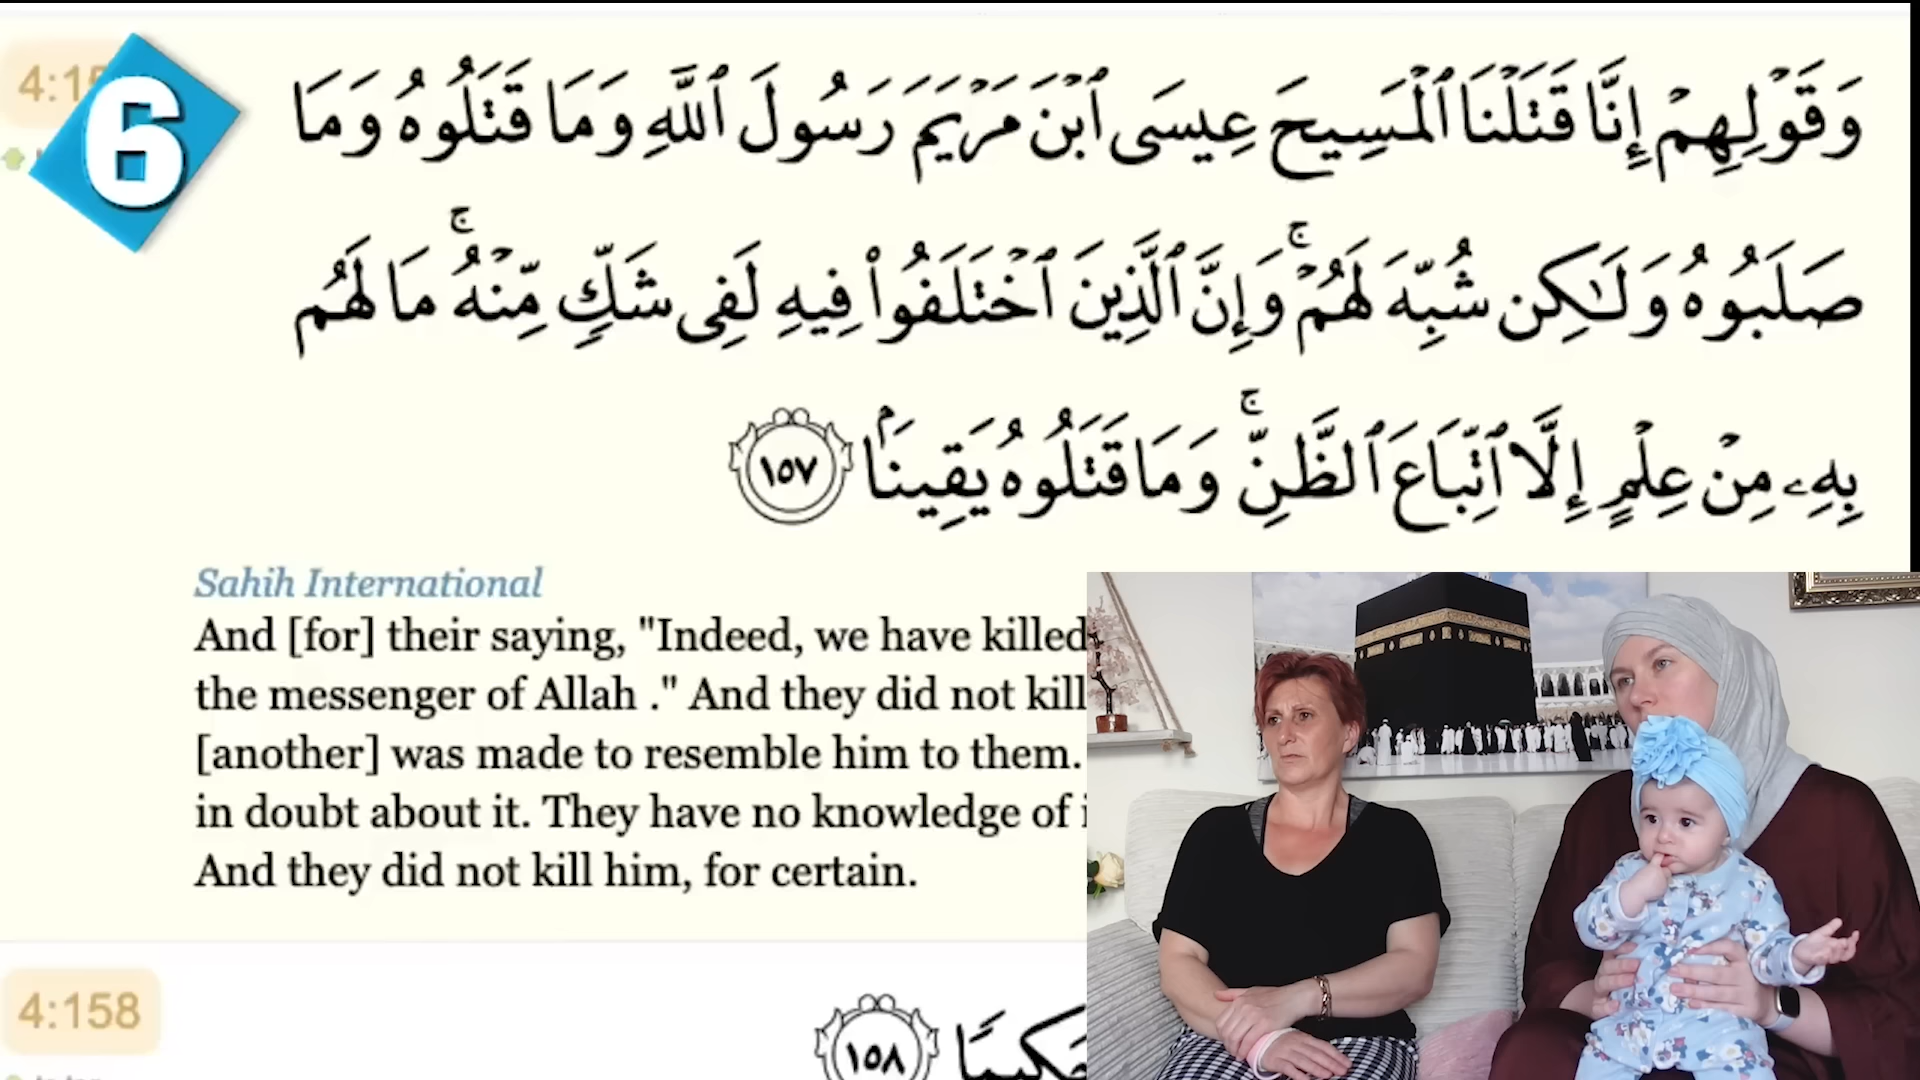 4:15
6
وَقَوْلِهِمْ إِنَّا قَتَلْنَا ٱلْمَسِيحَ عِيسَى ٱبْنَ مَرْيَمَ رَسُولَ ٱللَّهِ وَمَا قَتَلُوهُ وَمَا
صَلَبُوهُ وَلَـٰكِن شُبِّهَ لَهُمْ ۚ وَإِنَّ ٱلَّذِينَ ٱخْتَلَفُوا۟ فِيهِ لَفِى شَكٍّ مِّنْهُ ۚ مَا لَهُم
بِهِۦ مِنْ عِلْمٍ إِلَّا ٱتِّبَاعَ ٱلظَّنِّ ۚ وَمَا قَتَلُوهُ يَقِينًۢا ١٥٧
Sahih International
And [for] their saying, "Indeed, we have killed
the messenger of Allah ." And they did not kill
[another] was made to resemble him to them.
in doubt about it. They have no knowledge of
And they did not kill him, for certain.
4:158
حَكِيمًا ١٥٨